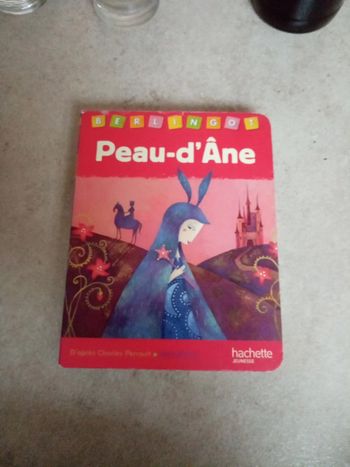 BERLINGOT
Peau-d'Âne
D'après Charles Perrault
hachette
JEUNESSE